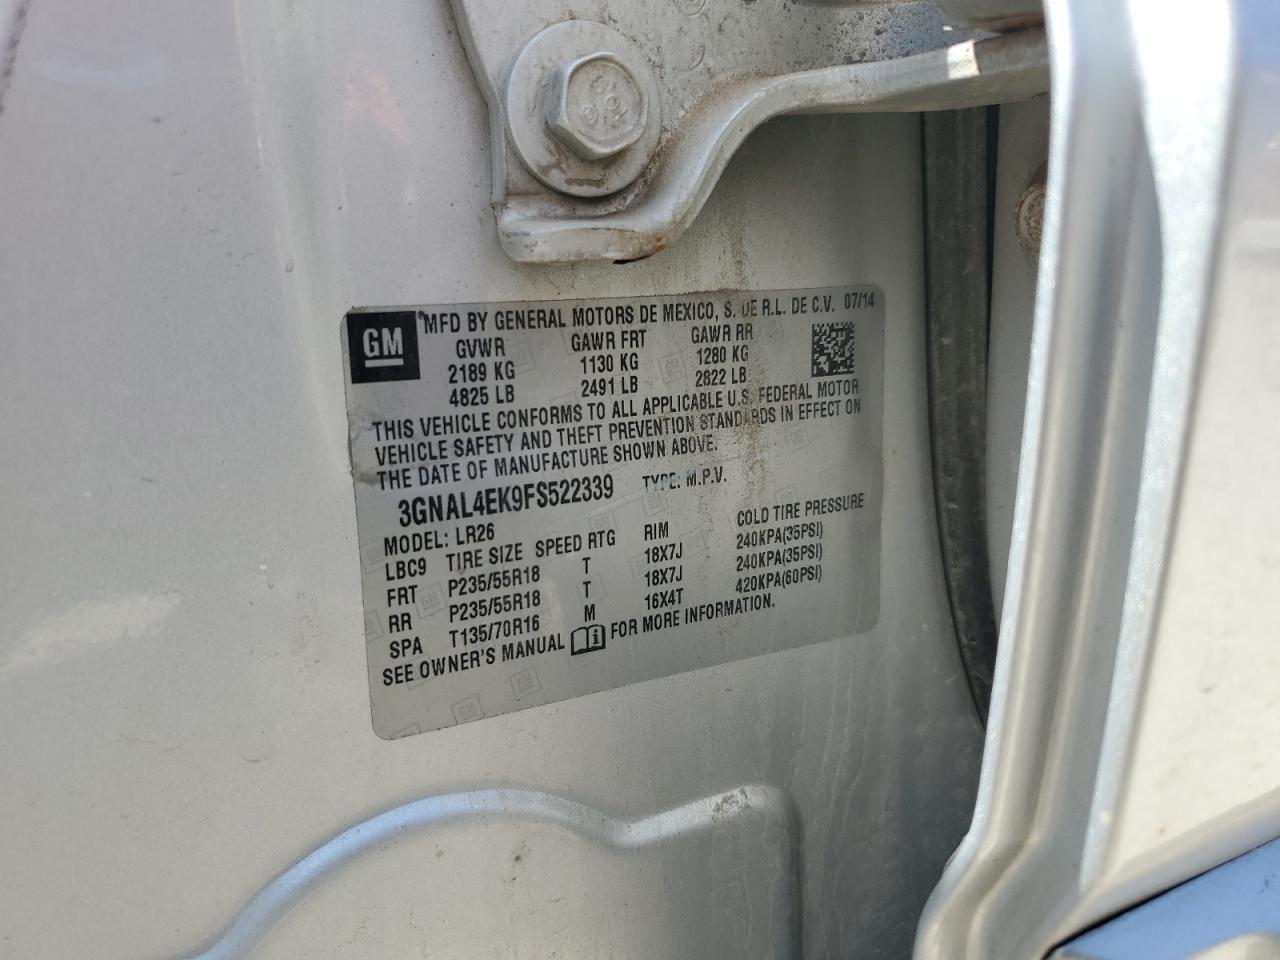 GM
MFD BY GENERAL MOTORS DE MEXICO, S. DE R.L. DE C.V. 07/14
GVWR GAWR FRT GAWR RR
2189 KG 1130 KG 1280 KG
4825 LB 2491 LB 2822 LB
THIS VEHICLE CONFORMS TO ALL APPLICABLE U.S. FEDERAL MOTOR
VEHICLE SAFETY AND THEFT PREVENTION STANDARDS IN EFFECT ON
THE DATE OF MANUFACTURE SHOWN ABOVE.
3GNAL4EK9FS522339 TYPE: M.P.V.
MODEL: LR26
LBC9 TIRE SIZE SPEED RTG RIM COLD TIRE PRESSURE
FRT P235/55R18 T 18X7J 240KPA(35PSI)
RR P235/55R18 T 18X7J 240KPA(35PSI)
SPA T135/70R16 M 16X4T 420KPA(60PSI)
SEE OWNER'S MANUAL FOR MORE INFORMATION.